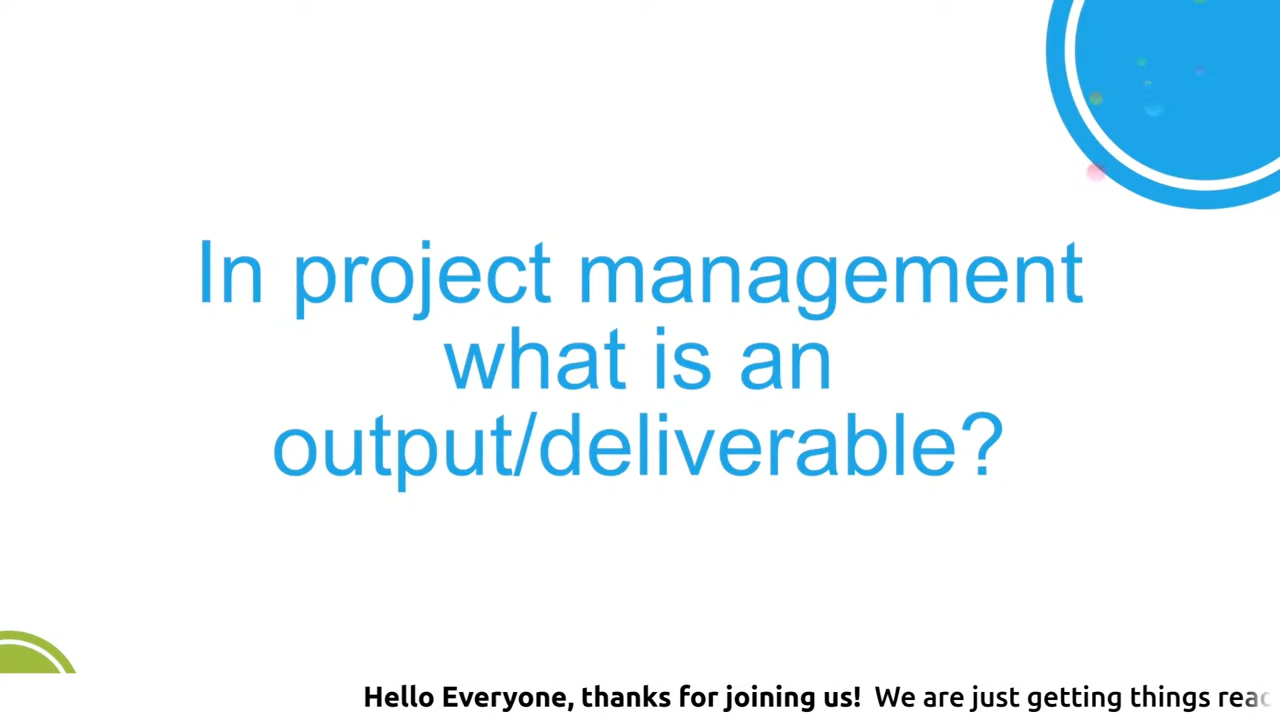 In project management
what is an
output/deliverable?
Hello Everyone, thanks for joining us! We are just getting things